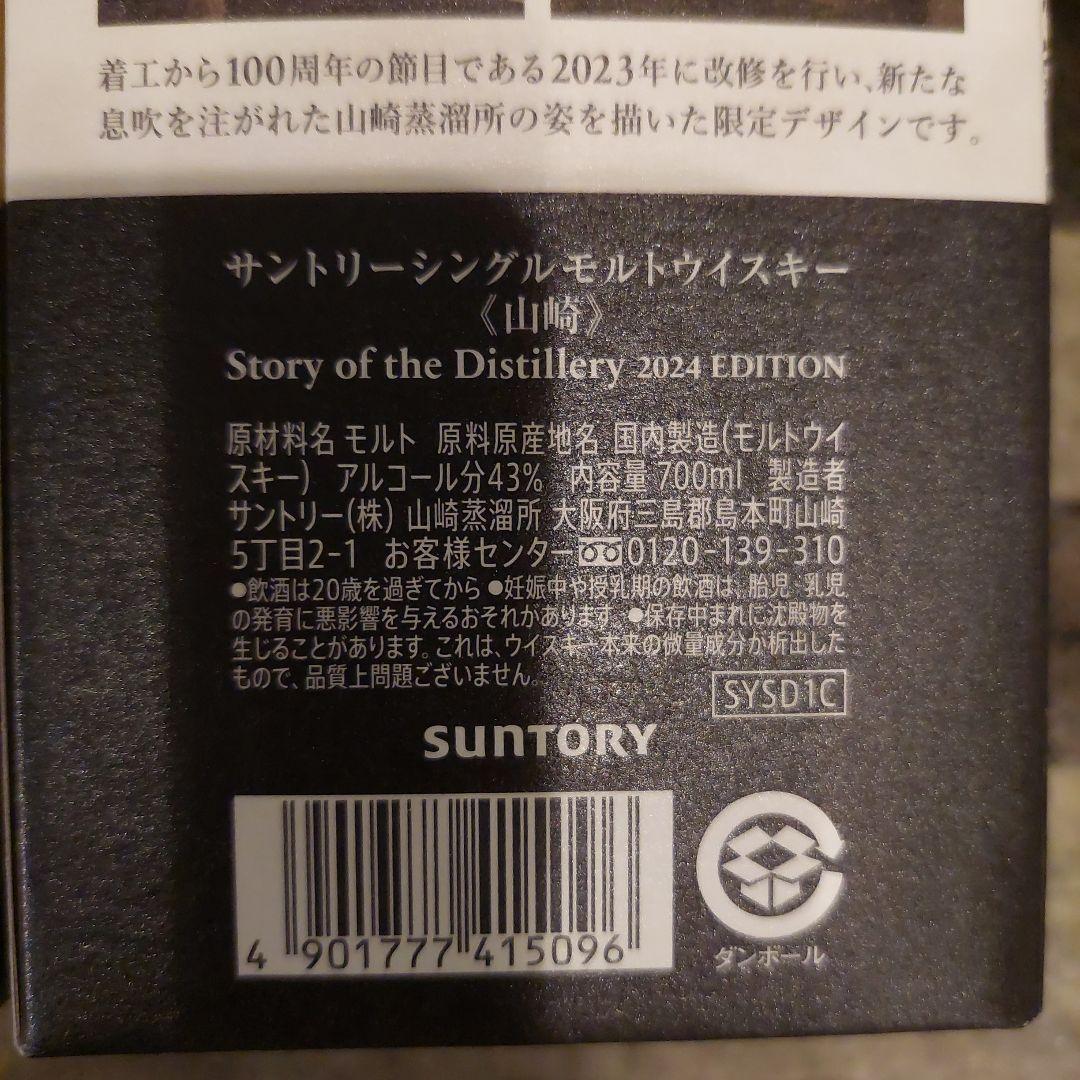 着工から100周年の節目である2023年に改修を行い、新たな
息吹を注がれた山崎蒸溜所の姿を描いた限定デザインです。
サントリーシングルモルトウイスキー
《山崎》
Story of the Distillery 2024 EDITION
原材料名 モルト 原料原産地名 国内製造(モルトウイ
スキー) アルコール分43% 内容量 700ml 製造者
サントリー(株) 山崎蒸溜所 大阪府三島郡島本町山崎
5丁目2-1 お客様センター 0120-139-310
●飲酒は20歳を過ぎてから ●妊娠中や授乳期の飲酒は、胎児・乳児
の発育に悪影響を与えるおそれがあります。 ●保存中まれに沈殿物を
生じることがあります。これは、ウイスキー本来の微量成分が析出した
もので、品質上問題ございません。
SYSD1C
SUNTORY
4 901777 415096
ダンボール